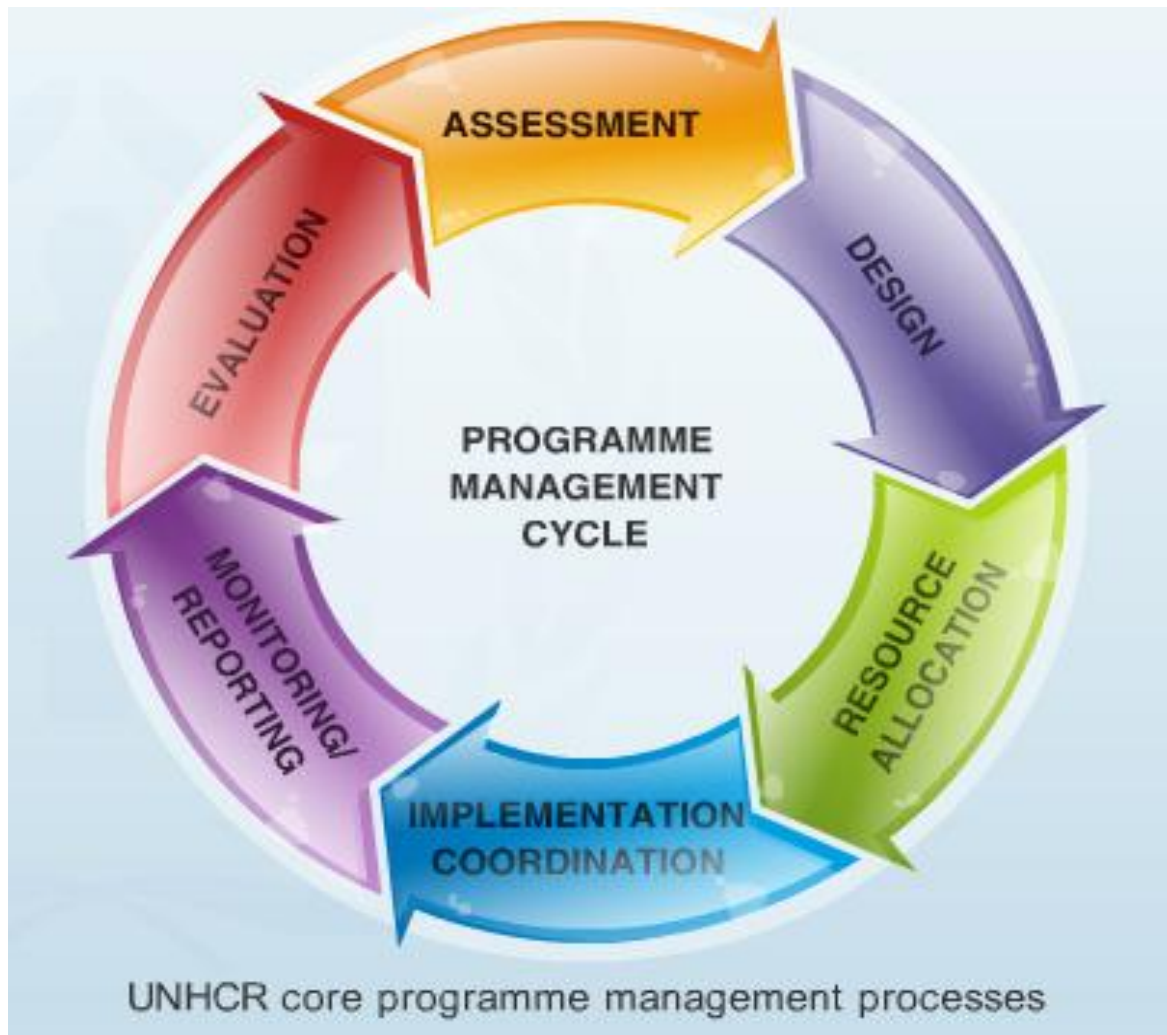 ASSESSMENT
DESIGN
RESOURCE
ALLOCATION
IMPLEMENTATION
COORDINATION
MONITORING/
REPORTING
EVALUATION
PROGRAMME
MANAGEMENT
CYCLE
UNHCR core programme management processes